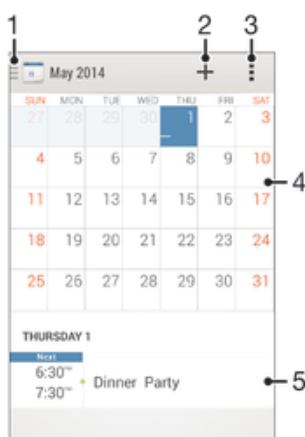 1 2 3
May 2014
SUN MON TUE WED THU FRI SAT
27 28 29 30 1 2 3
4 5 6 7 8 9 10
4
11 12 13 14 15 16 17
18 19 20 21 22 23 24
25 26 27 28 29 30 31
THURSDAY 1
Next
6:30PM
Dinner Party 5
7:30PM